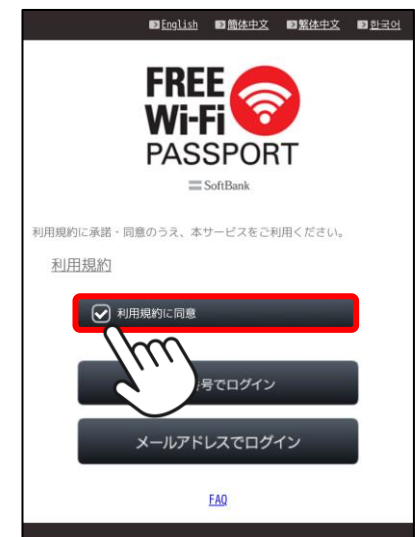 English 簡体中文 繁体中文 한국어
FREE
Wi-Fi
PASSPORT
SoftBank
利用規約に承諾・同意のうえ、本サービスをご利用ください。
利用規約
利用規約に同意
号でログイン
メールアドレスでログイン
FAQ